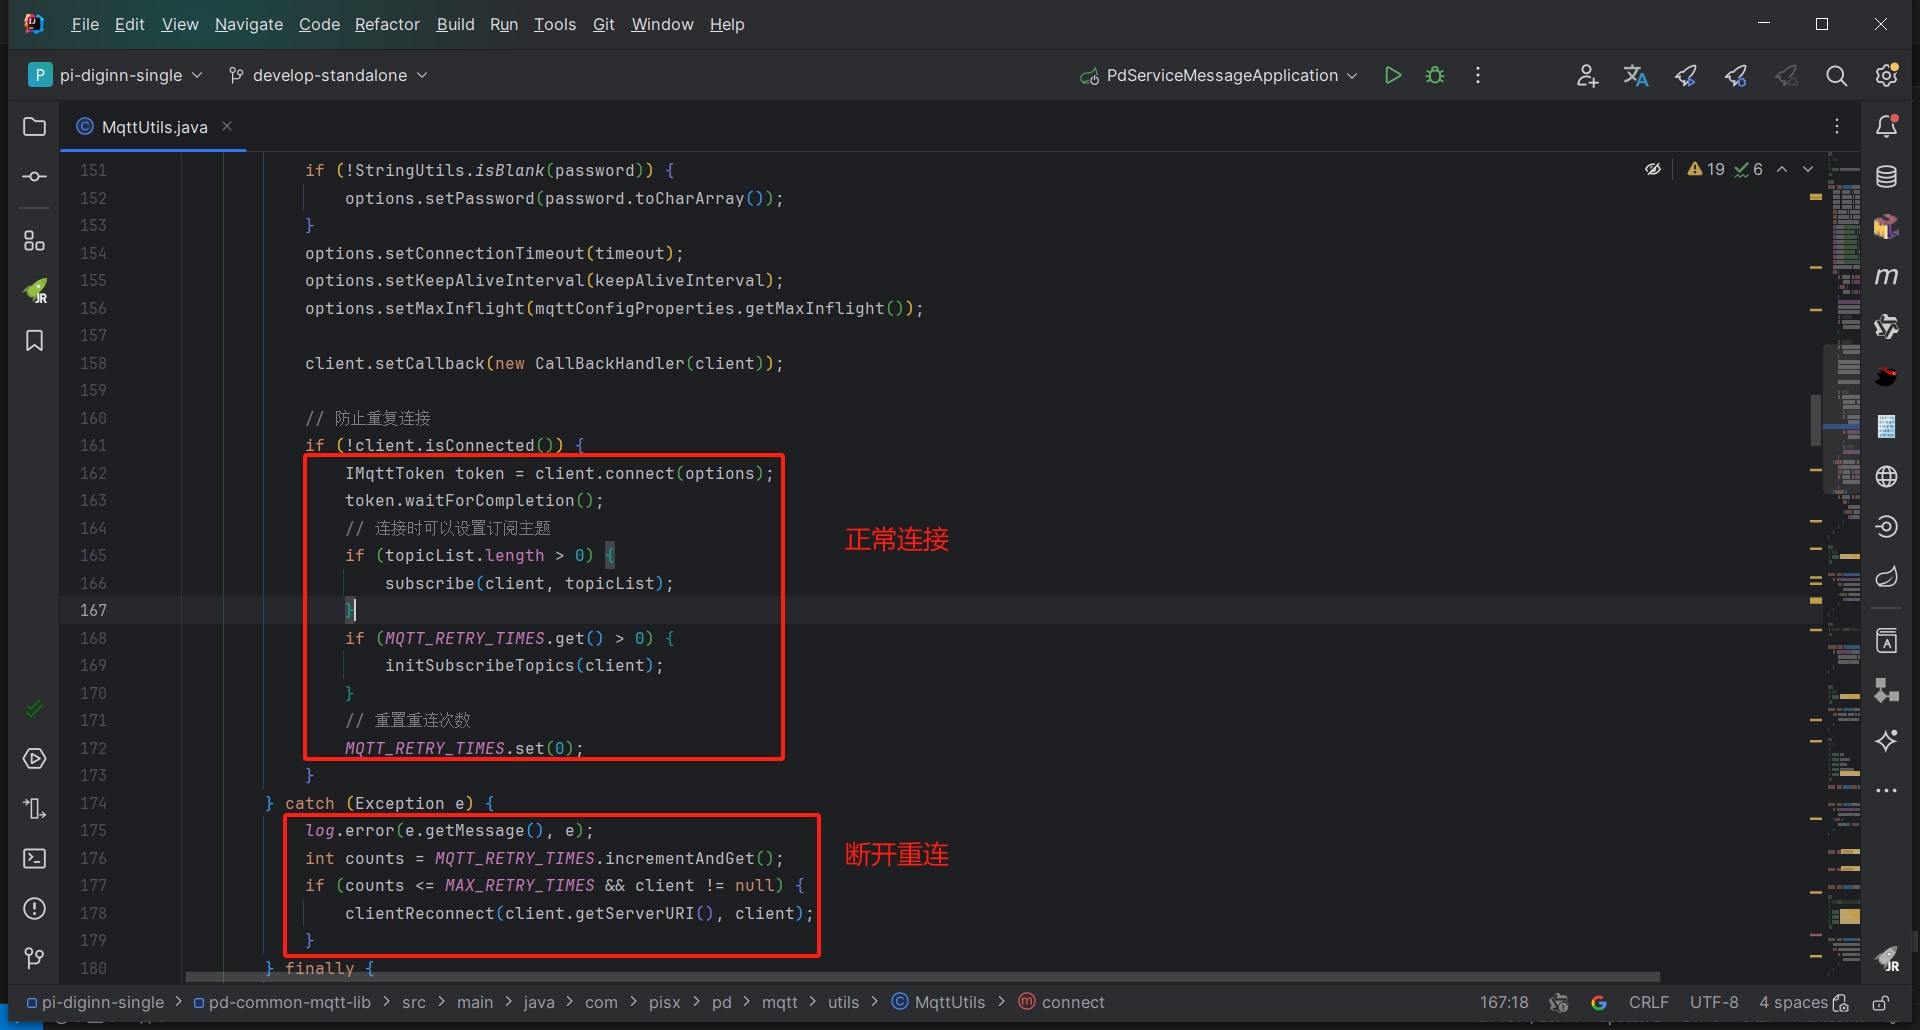 File Edit View Navigate Code Refactor Build Run Tools Git Window Help
P pi-diginn-single develop-standalone PdServiceMessageApplication
MqttUtils.java
19 6
151 if (!StringUtils.isBlank(password)) {
152 options.setPassword(password.toCharArray());
153 }
154 options.setConnectionTimeout(timeout);
155 options.setKeepAliveInterval(keepAliveInterval);
156 options.setMaxInflight(mqttConfigProperties.getMaxInflight());
157
158 client.setCallback(new CallBackHandler(client));
159
160 // 防止重复连接
161 if (!client.isConnected()) {
162 IMqttToken token = client.connect(options);
163 token.waitForCompletion();
164 // 连接时可以设置订阅主题
正常连接
165 if (topicList.length > 0) {
166 subscribe(client, topicList);
167 }
168 if (MQTT_RETRY_TIMES.get() > 0) {
169 initSubscribeTopics(client);
170 }
171 // 重置重连次数
172 MQTT_RETRY_TIMES.set(0);
173 }
174 } catch (Exception e) {
175 log.error(e.getMessage(), e);
断开重连
176 int counts = MQTT_RETRY_TIMES.incrementAndGet();
177 if (counts <= MAX_RETRY_TIMES && client != null) {
178 clientReconnect(client.getServerURI(), client);
179 }
180 } finally {
pi-diginn-single > pd-common-mqtt-lib > src > main > java > com > pisx > pd > mqtt > utils > MqttUtils > connect 167:18 CRLF UTF-8 4 spaces